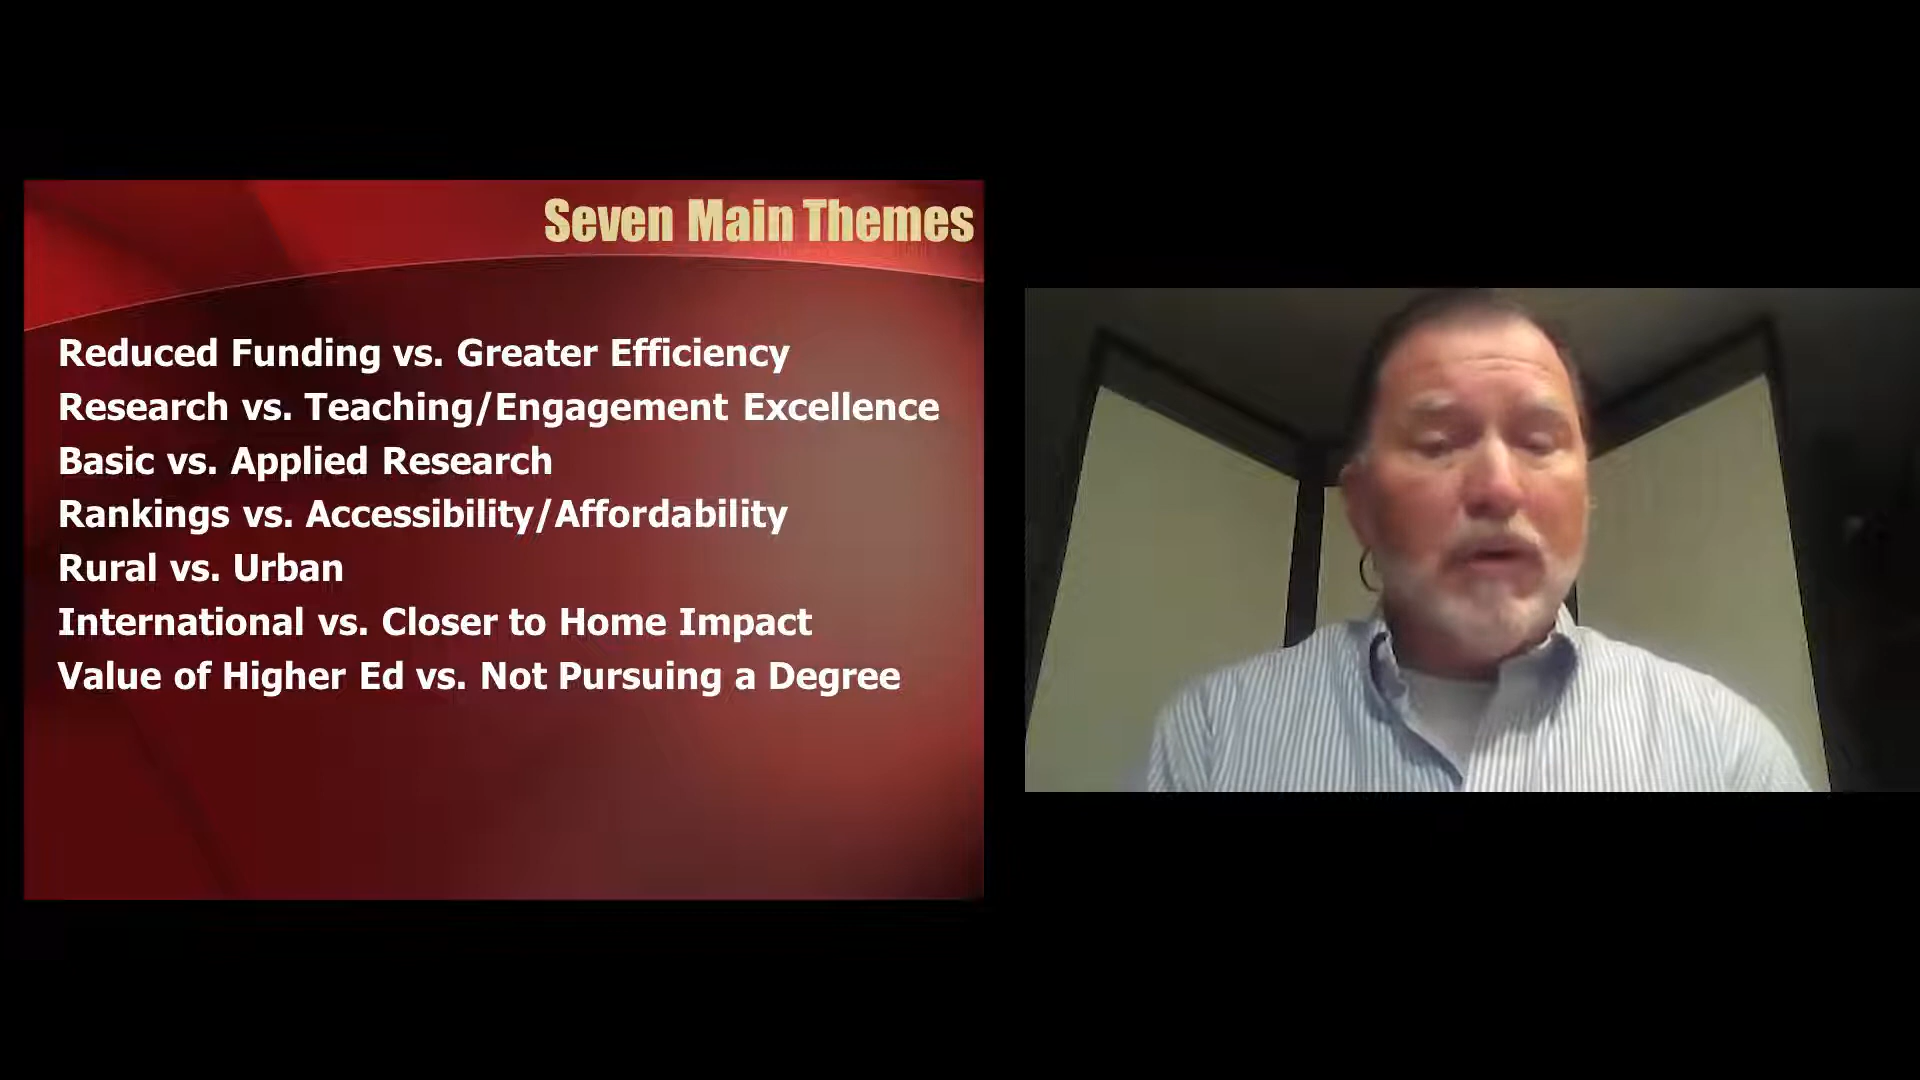 Seven Main Themes
Reduced Funding vs. Greater Efficiency
Research vs. Teaching/Engagement Excellence
Basic vs. Applied Research
Rankings vs. Accessibility/Affordability
Rural vs. Urban
International vs. Closer to Home Impact
Value of Higher Ed vs. Not Pursuing a Degree